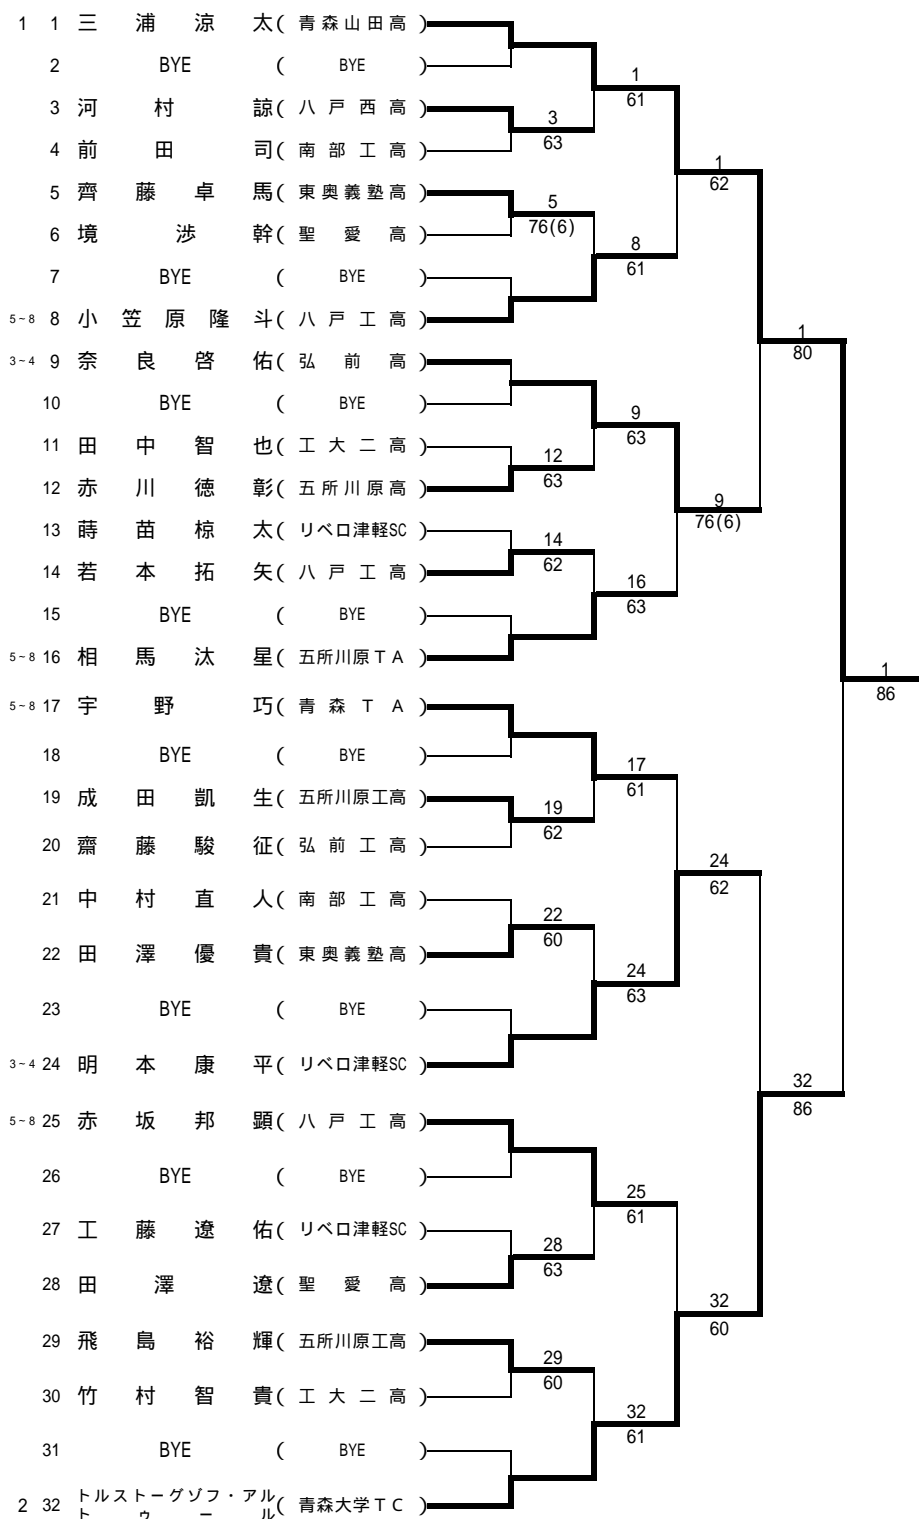 1 1 三浦涼太(青森山田高)
2 BYE ( BYE )
1
61
3 河村諒(八戸西高)
3
63
4 前田司(南部工高)
1
62
5 齊藤卓馬(東奥義塾高)
5
76(6)
6 境渉幹(聖愛高)
8
61
7 BYE ( BYE )
5~8 8 小笠原隆斗(八戸工高)
1
80
3~4 9 奈良啓佑(弘前高)
10 BYE ( BYE )
9
63
11 田中智也(工大二高)
12
63
12 赤川徳彰(五所川原高)
9
76(6)
13 蒔苗椋太(リベロ津軽SC)
14
62
14 若本拓矢(八戸工高)
16
63
15 BYE ( BYE )
5~8 16 相馬汰星(五所川原TA)
1
86
5~8 17 宇野巧(青森TA)
18 BYE ( BYE )
17
61
19 成田凱生(五所川原工高)
19
62
20 齋藤駿征(弘前工高)
24
62
21 中村直人(南部工高)
22
60
22 田澤優貴(東奥義塾高)
24
63
23 BYE ( BYE )
3~4 24 明本康平(リベロ津軽SC)
32
86
5~8 25 赤坂邦顕(八戸工高)
26 BYE ( BYE )
25
61
27 工藤遼佑(リベロ津軽SC)
28
63
28 田澤遼(聖愛高)
32
60
29 飛島裕輝(五所川原工高)
29
60
30 竹村智貴(工大二高)
32
61
31 BYE ( BYE )
2 32 トルストーグゾフ・アル
トゥール(青森大学TC)